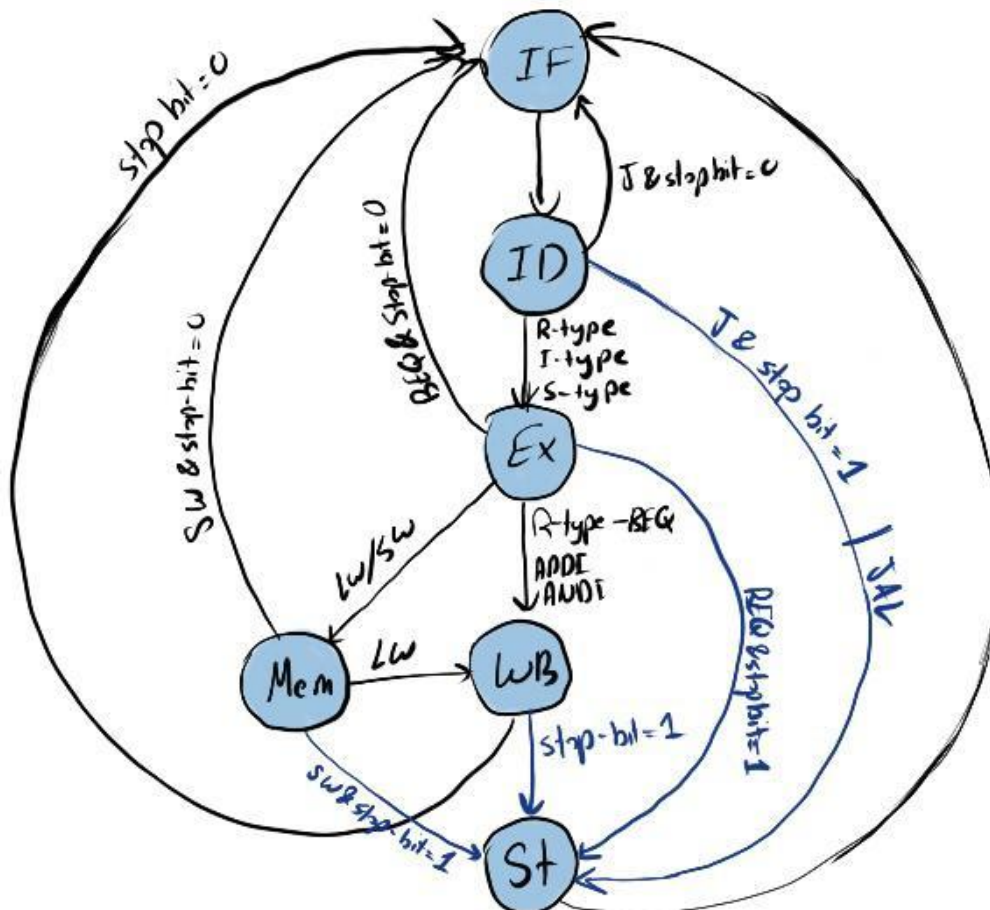 IF
stop bit=0
J & stop bit=0
BEQ & stop-bit=0
ID
R-type
I-type
S-type
J & stop bit=1 | JAL
SW & stop-bit=0
Ex
LW/SW
R-type-BEQ
ADDI
ANDI
BEQ & stop bit=1
Mem
LW
WB
stop-bit=1
SW & stop-bit=1
St